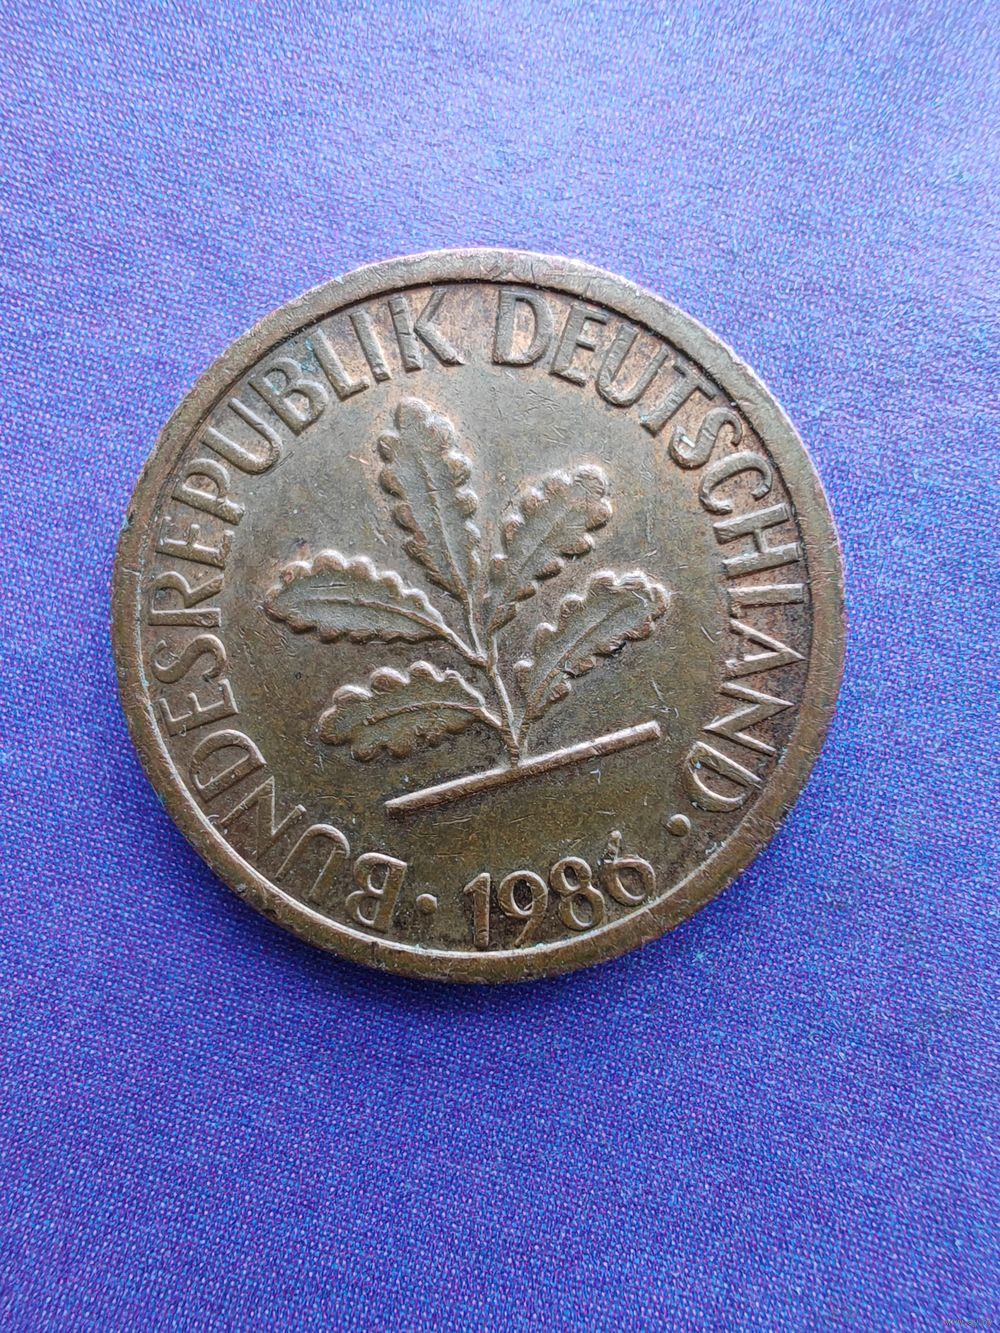 BUNDESREPUBLIK DEUTSCHLAND
· 1986 ·